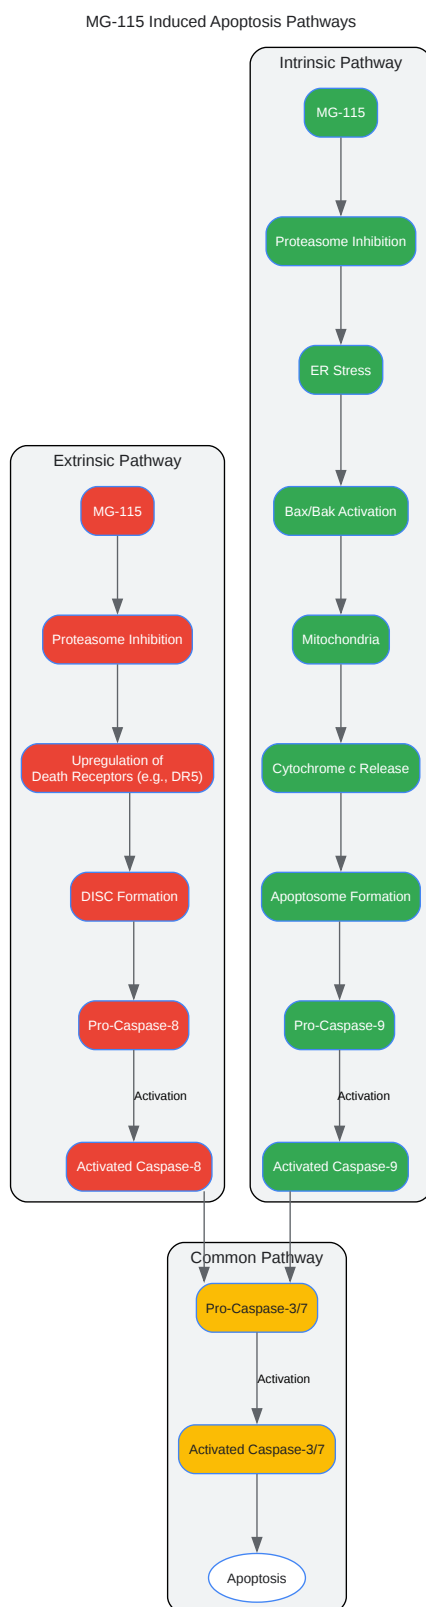 MG-115 Induced Apoptosis Pathways
Intrinsic Pathway
MG-115
Proteasome Inhibition
ER Stress
Bax/Bak Activation
Mitochondria
Cytochrome c Release
Apoptosome Formation
Pro-Caspase-9
Activation
Activated Caspase-9
Extrinsic Pathway
MG-115
Proteasome Inhibition
Upregulation of
Death Receptors (e.g., DR5)
DISC Formation
Pro-Caspase-8
Activation
Activated Caspase-8
Common Pathway
Pro-Caspase-3/7
Activation
Activated Caspase-3/7
Apoptosis